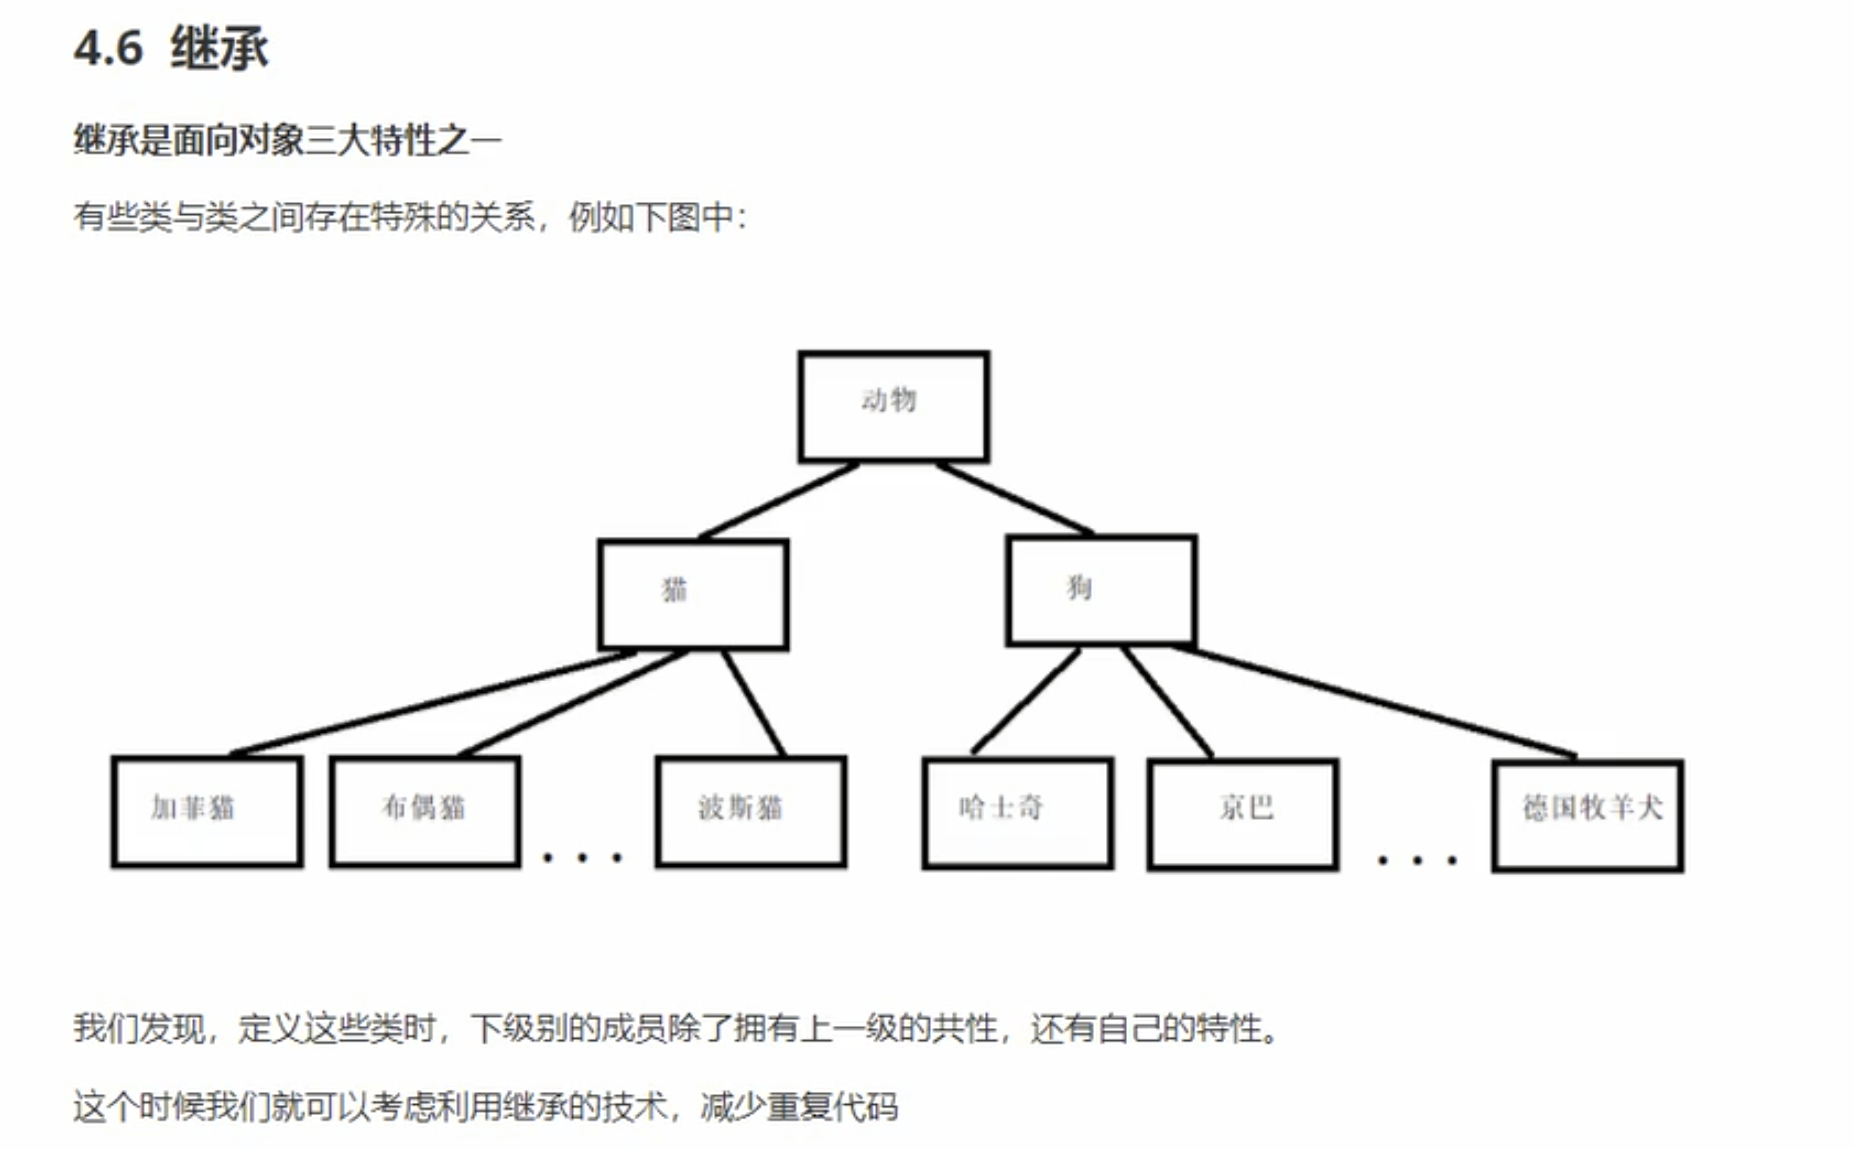 4.6 继承
继承是面向对象三大特性之一
有些类与类之间存在特殊的关系，例如下图中：
动物
猫
狗
加菲猫
布偶猫
...
波斯猫
哈士奇
京巴
...
德国牧羊犬
我们发现，定义这些类时，下级别的成员除了拥有上一级的共性，还有自己的特性。
这个时候我们就可以考虑利用继承的技术，减少重复代码